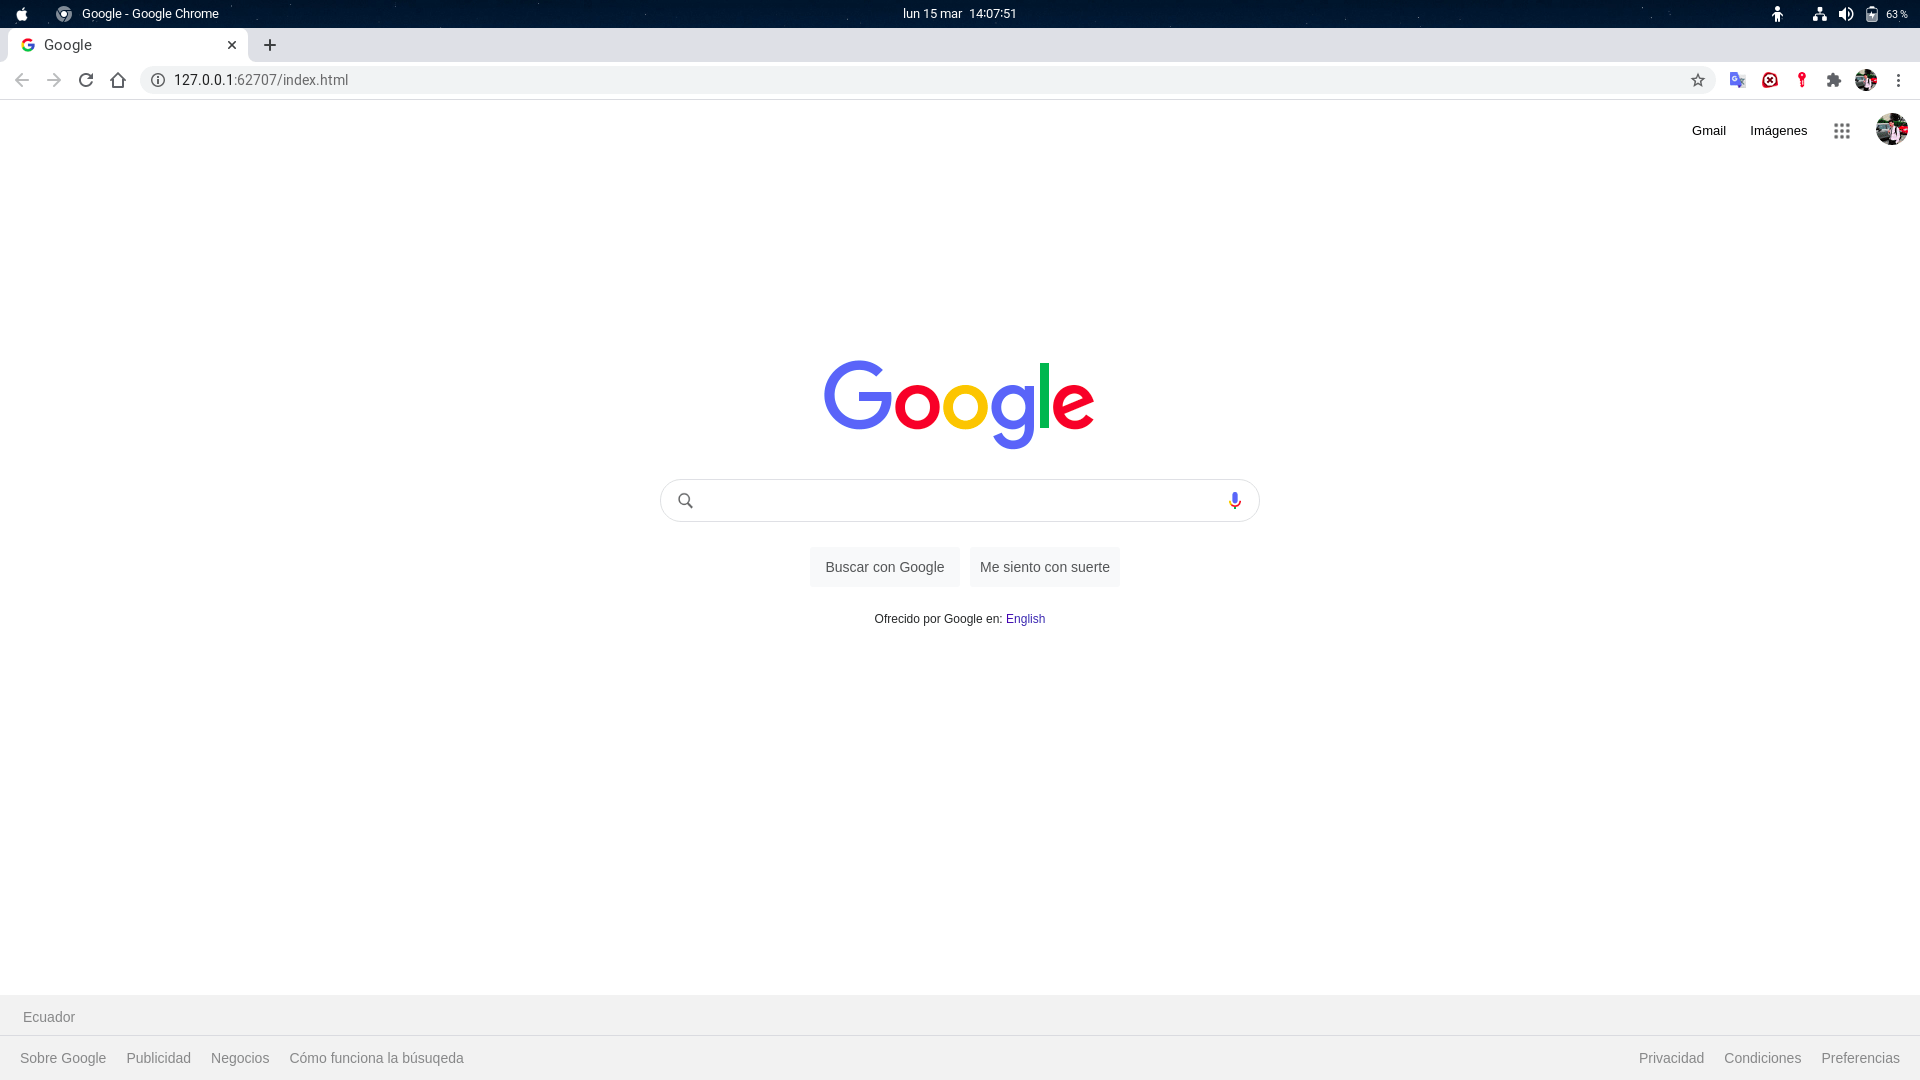 Google - Google Chrome
lun 15 mar 14:07:51
63 %
Google
127.0.0.1:62707/index.html
Gmail
Imágenes
Google
Buscar con Google
Me siento con suerte
Ofrecido por Google en: English
Ecuador
Sobre Google
Publicidad
Negocios
Cómo funciona la búsuqeda
Privacidad
Condiciones
Preferencias